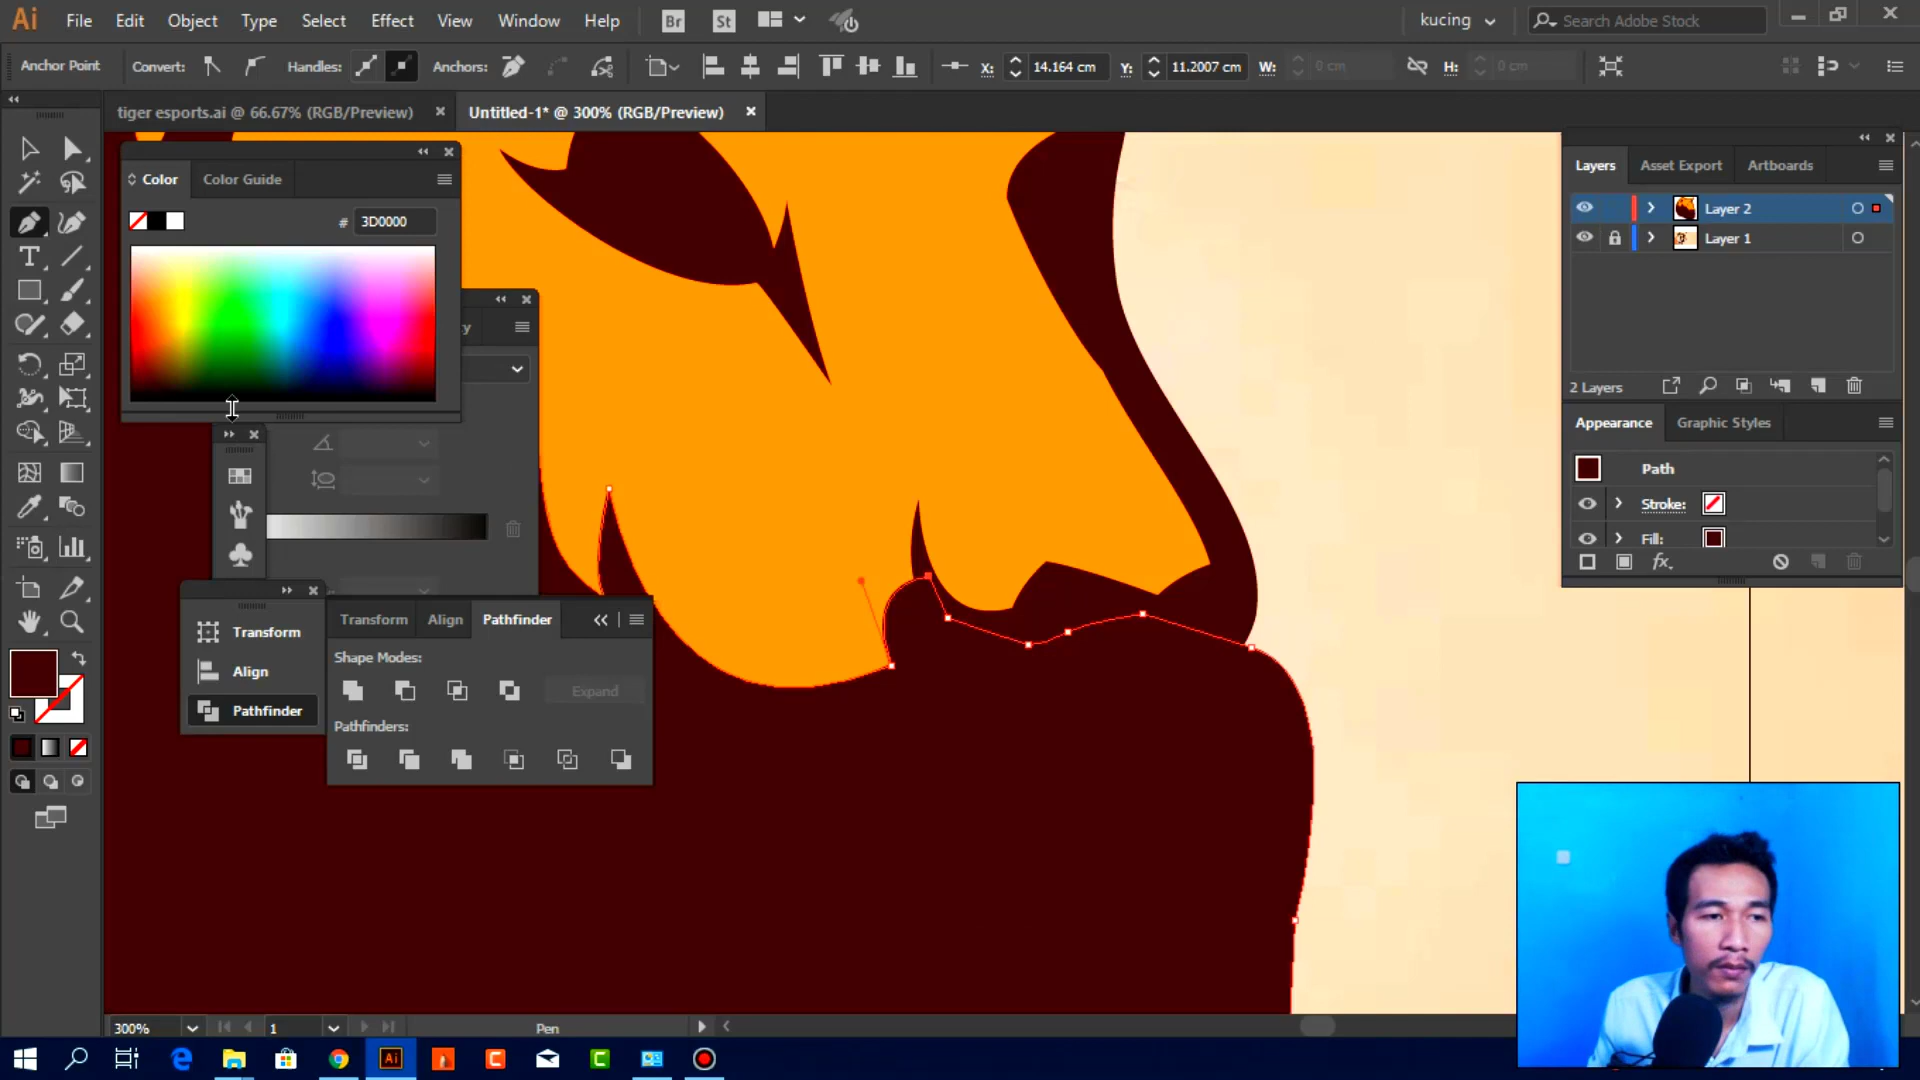 Ai File Edit Object Type Select Effect View Window Help Br St kucing Search Adobe Stock
Anchor Point Convert: Handles: Anchors: X: 14.164 cm Y: 11.2007 cm W: 0 cm H: 0 cm
tiger esports.ai @ 66.67% (RGB/Preview) Untitled-1* @ 300% (RGB/Preview)
Color Color Guide
# 3D0000
Layers Asset Export Artboards
Layer 2
Layer 1
2 Layers
Appearance Graphic Styles
Path
Stroke:
Fill:
fx
Transform
Align
Pathfinder
Transform Align Pathfinder
Shape Modes:
Expand
Pathfinders:
300% 1 Pen
Ai